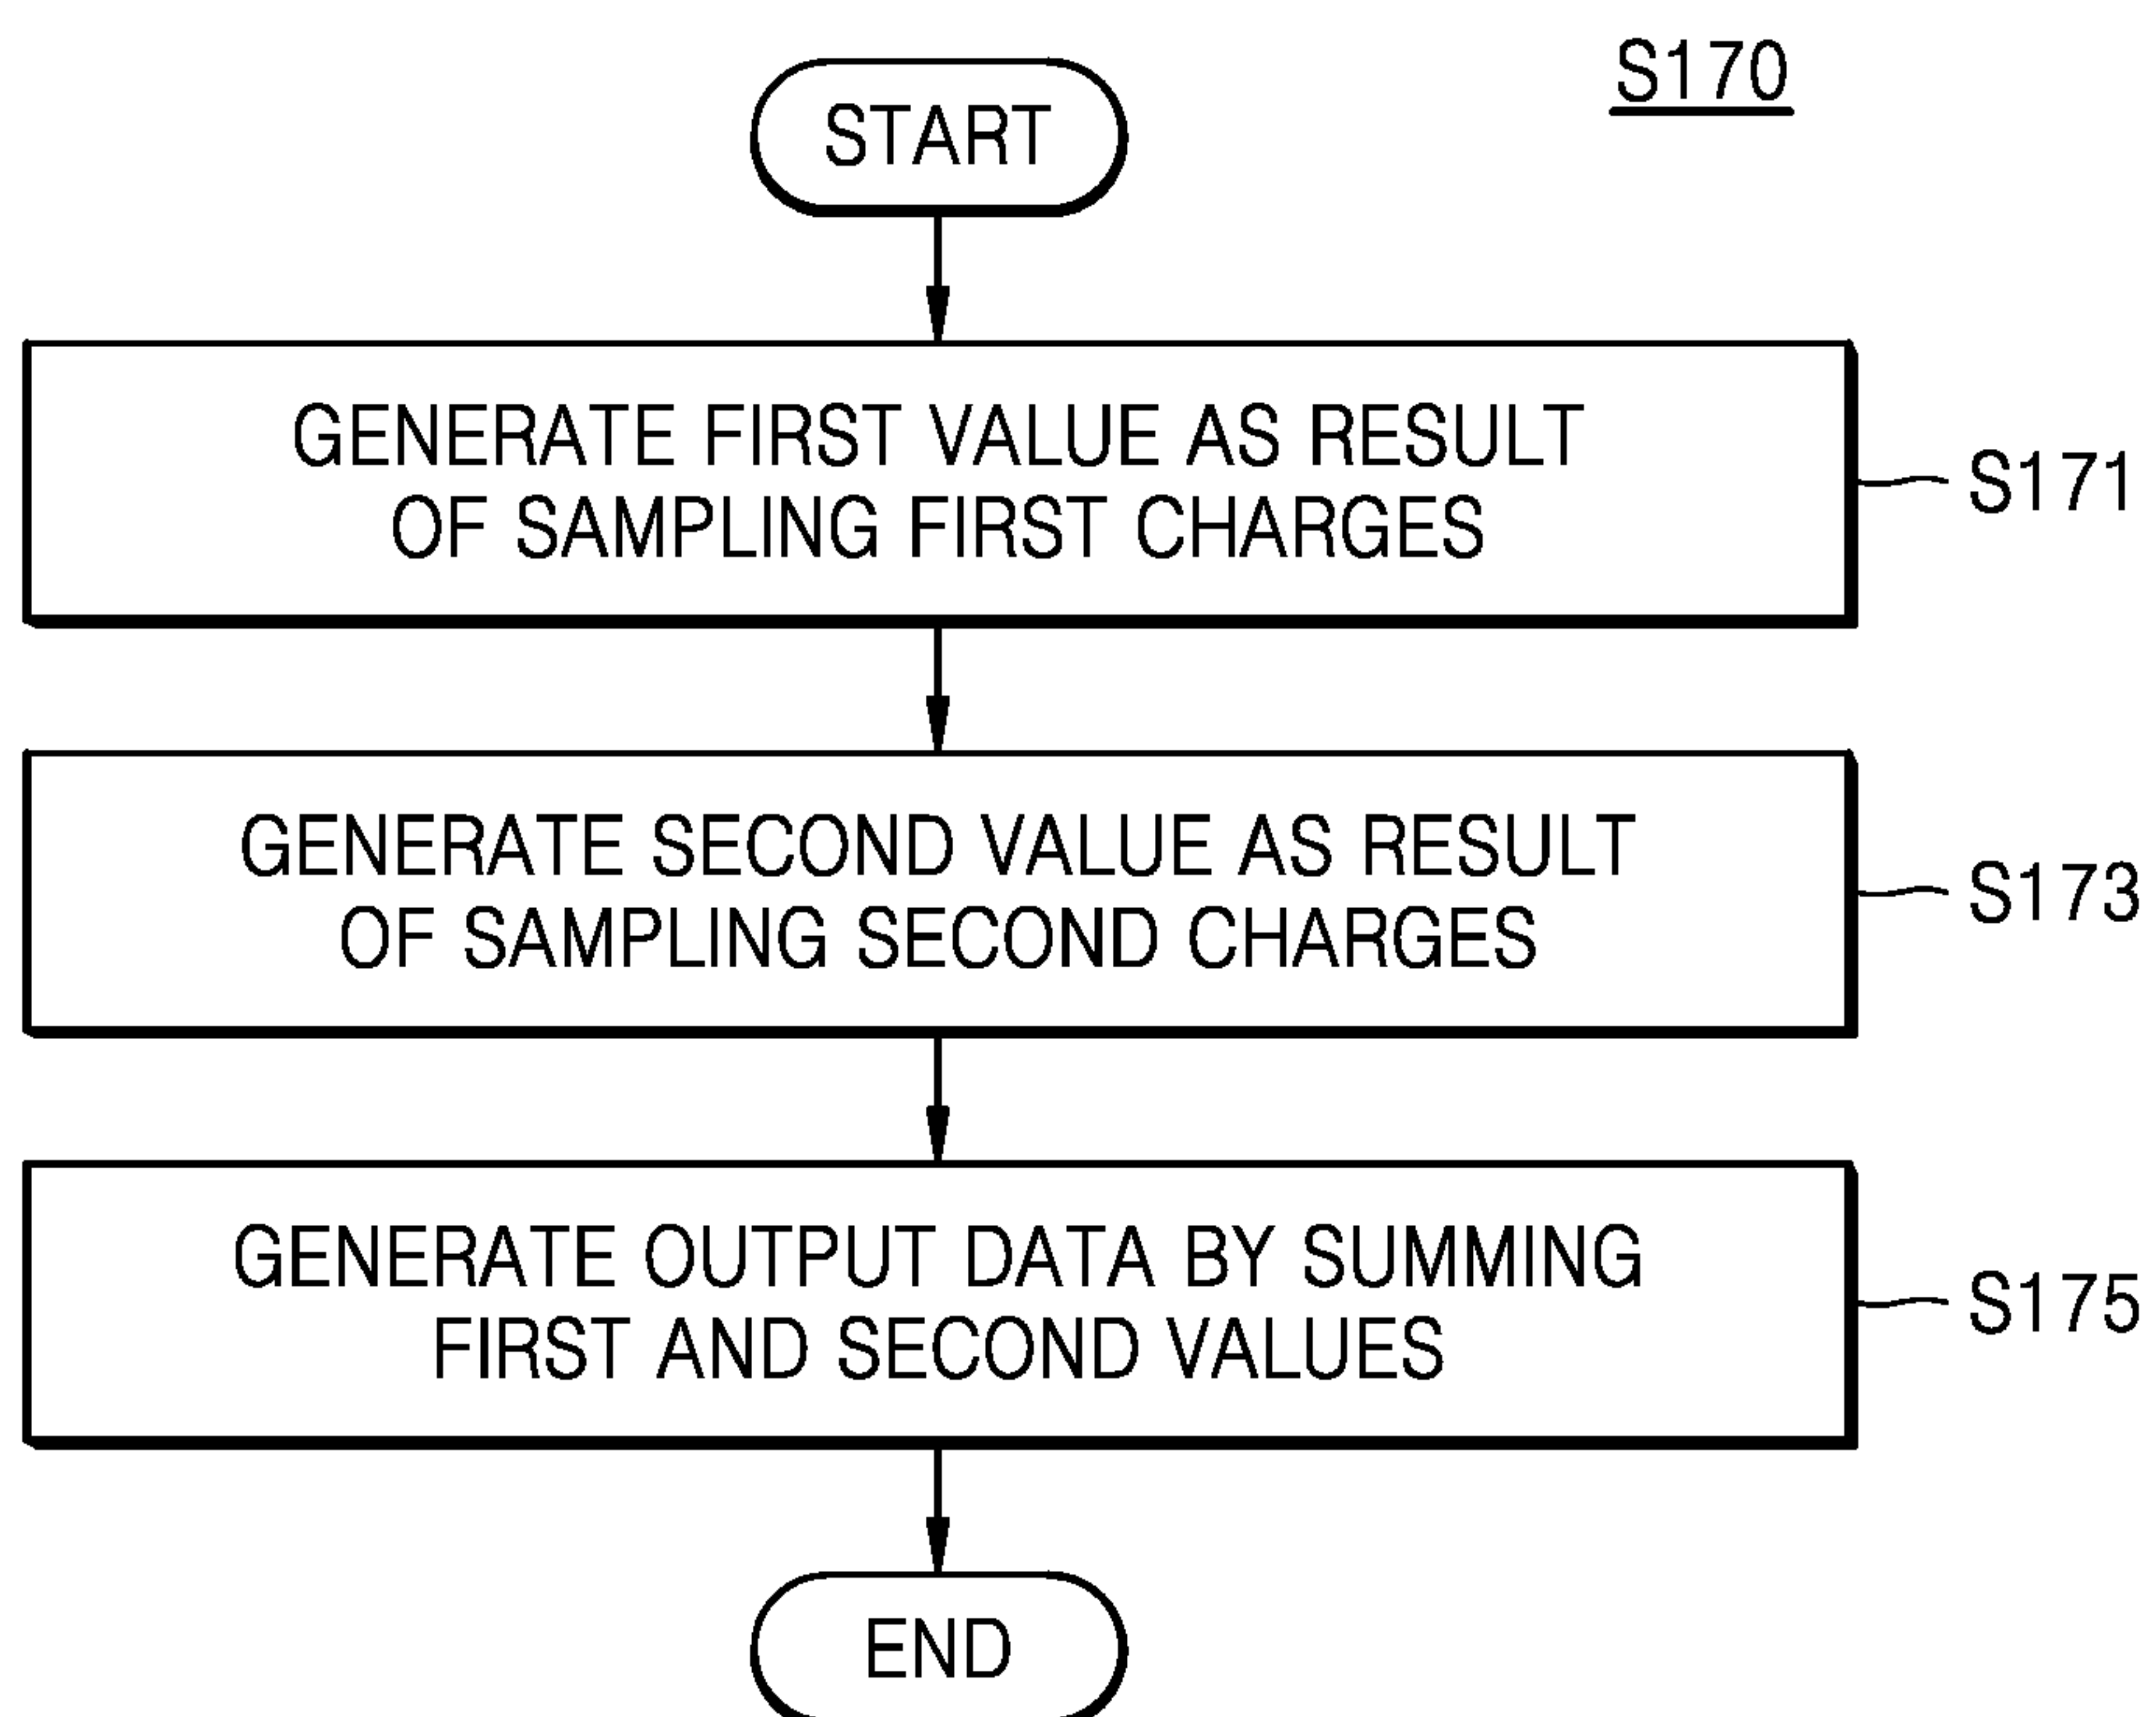 S170
START
GENERATE FIRST VALUE AS RESULT
OF SAMPLING FIRST CHARGES
S171
GENERATE SECOND VALUE AS RESULT
OF SAMPLING SECOND CHARGES
S173
GENERATE OUTPUT DATA BY SUMMING
FIRST AND SECOND VALUES
S175
END